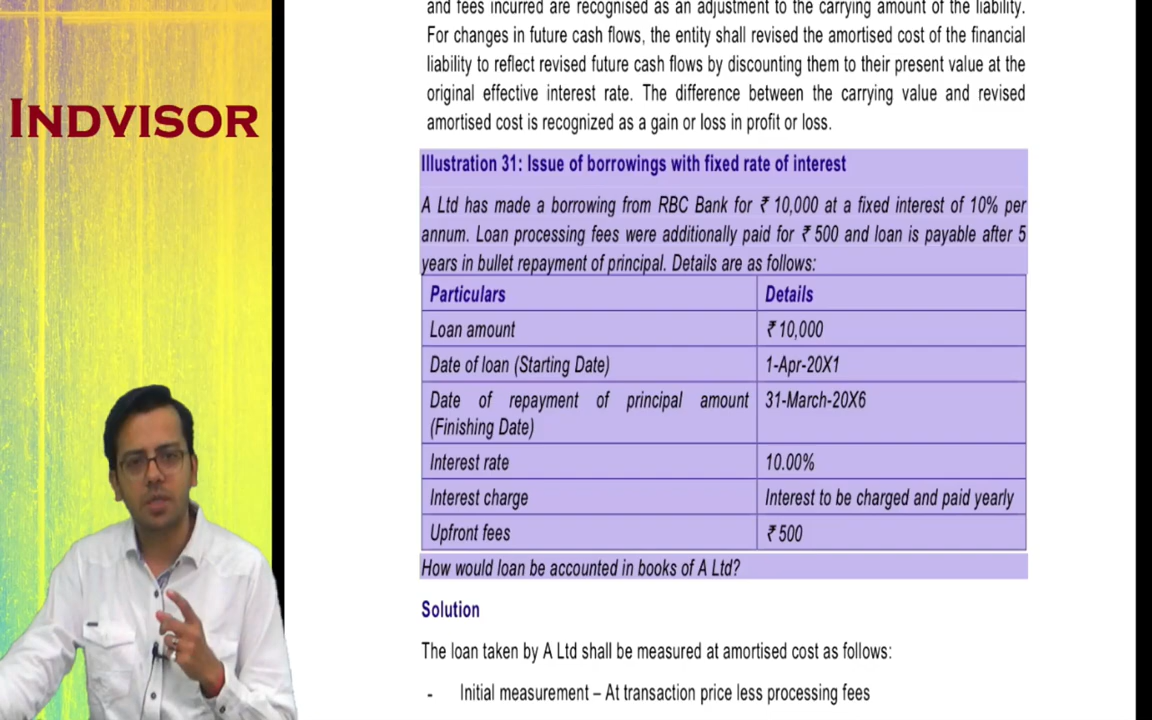 INDVISOR
and fees incurred are recognised as an adjustment to the carrying amount of the liability.
For changes in future cash flows, the entity shall revised the amortised cost of the financial
liability to reflect revised future cash flows by discounting them to their present value at the
original effective interest rate. The difference between the carrying value and revised
amortised cost is recognized as a gain or loss in profit or loss.
Illustration 31: Issue of borrowings with fixed rate of interest
A Ltd has made a borrowing from RBC Bank for ₹ 10,000 at a fixed interest of 10% per
annum. Loan processing fees were additionally paid for ₹ 500 and loan is payable after 5
years in bullet repayment of principal. Details are as follows:
Particulars Details
Loan amount ₹ 10,000
Date of loan (Starting Date) 1-Apr-20X1
Date of repayment of principal amount 31-March-20X6
(Finishing Date)
Interest rate 10.00%
Interest charge Interest to be charged and paid yearly
Upfront fees ₹ 500
How would loan be accounted in books of A Ltd?
Solution
The loan taken by A Ltd shall be measured at amortised cost as follows:
- Initial measurement – At transaction price less processing fees